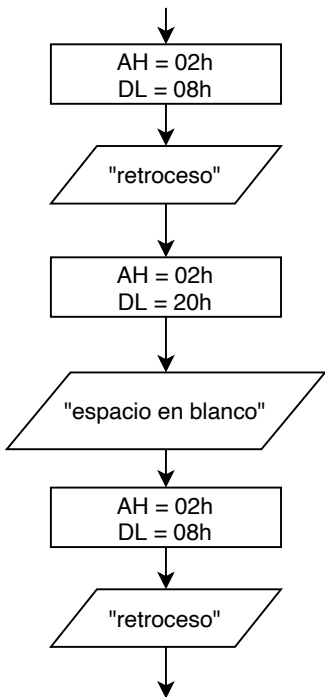 AH = 02h
DL = 08h
"retroceso"
AH = 02h
DL = 20h
"espacio en blanco"
AH = 02h
DL = 08h
"retroceso"